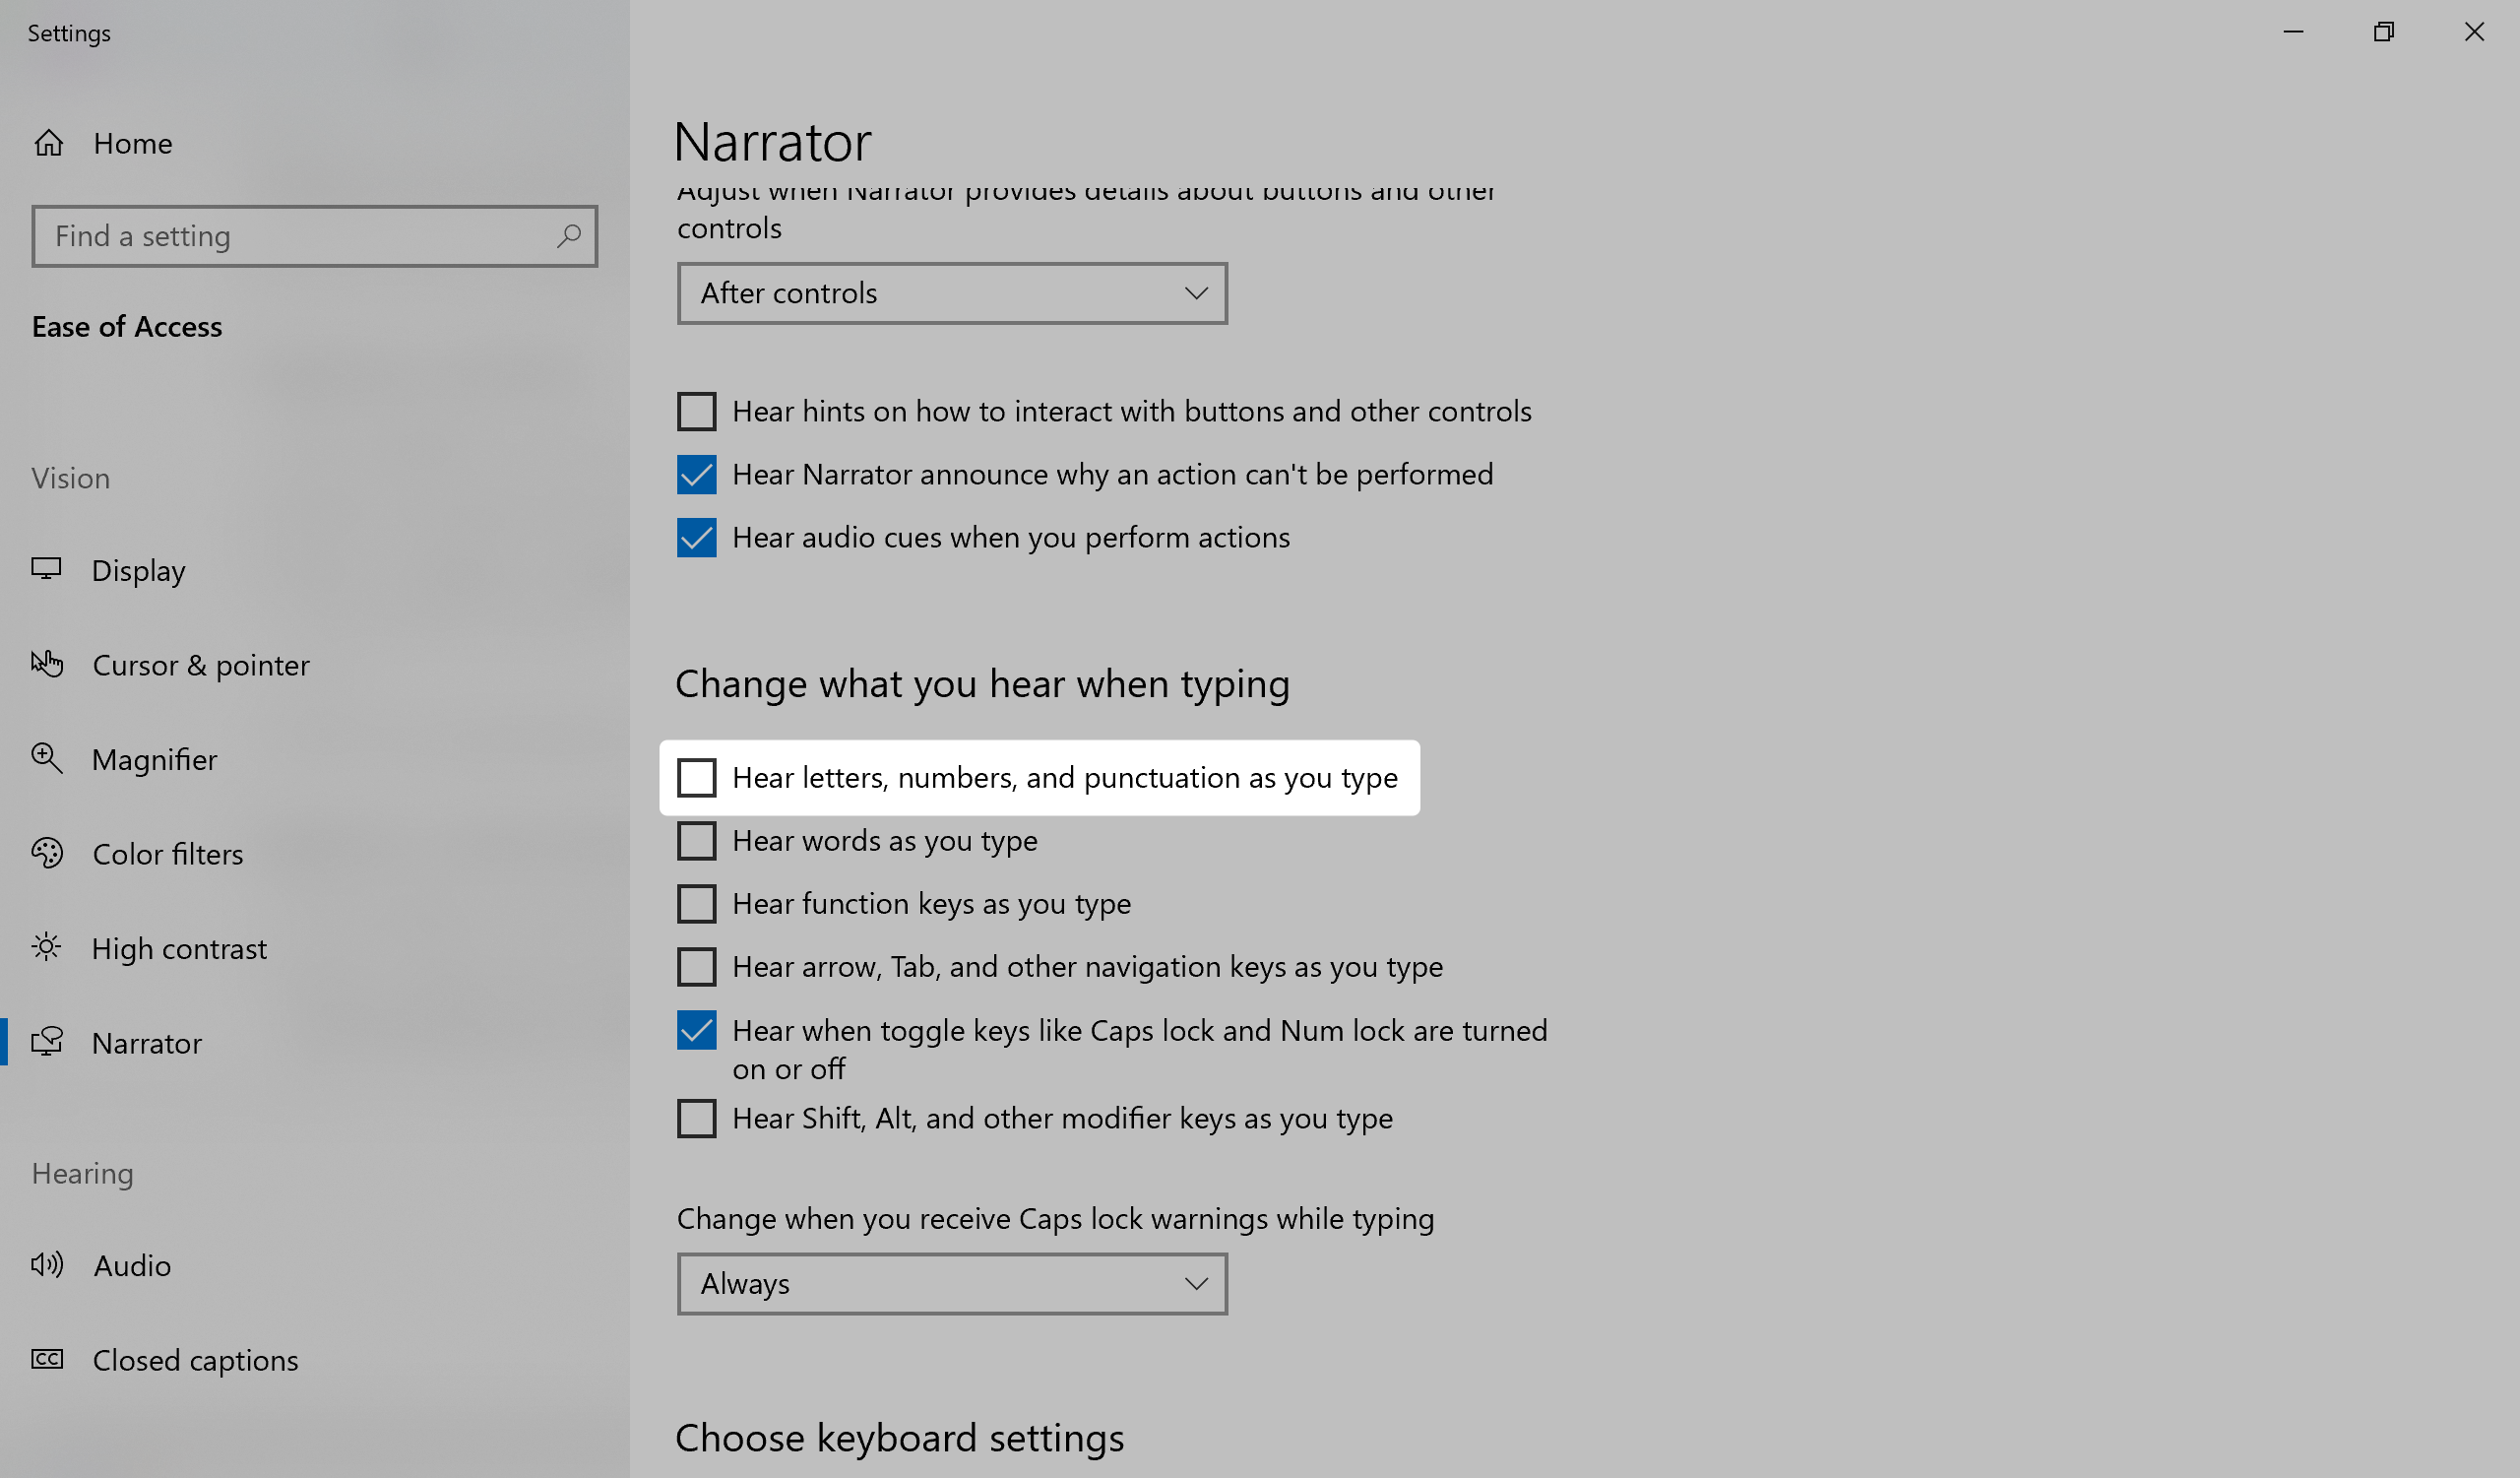 Settings
Home
Find a setting
Ease of Access
Vision
Display
Cursor & pointer
Magnifier
Color filters
High contrast
Narrator
Hearing
Audio
Closed captions
Narrator
Adjust when Narrator provides details about buttons and other
controls
After controls
Hear hints on how to interact with buttons and other controls
Hear Narrator announce why an action can't be performed
Hear audio cues when you perform actions
Change what you hear when typing
Hear letters, numbers, and punctuation as you type
Hear words as you type
Hear function keys as you type
Hear arrow, Tab, and other navigation keys as you type
Hear when toggle keys like Caps lock and Num lock are turned
on or off
Hear Shift, Alt, and other modifier keys as you type
Change when you receive Caps lock warnings while typing
Always
Choose keyboard settings